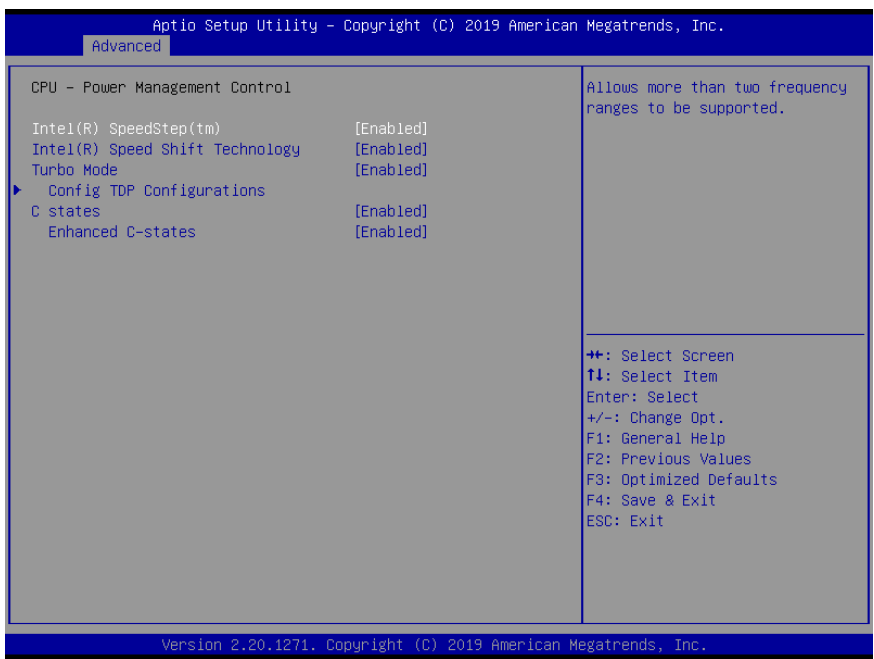 Aptio Setup Utility – Copyright (C) 2019 American Megatrends, Inc.
Advanced
CPU – Power Management Control
Intel(R) SpeedStep(tm) [Enabled]
Intel(R) Speed Shift Technology [Enabled]
Turbo Mode [Enabled]
Config TDP Configurations
C states [Enabled]
Enhanced C-states [Enabled]
Allows more than two frequency
ranges to be supported.
→←: Select Screen
↑↓: Select Item
Enter: Select
+/-: Change Opt.
F1: General Help
F2: Previous Values
F3: Optimized Defaults
F4: Save & Exit
ESC: Exit
Version 2.20.1271. Copyright (C) 2019 American Megatrends, Inc.